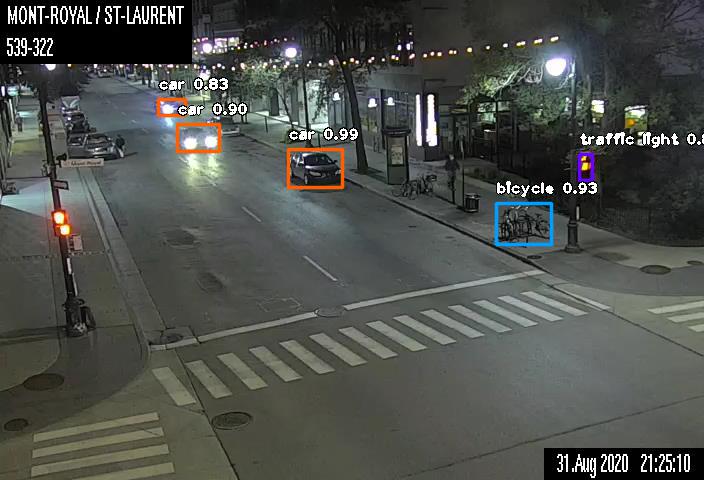 MONT-ROYAL / ST-LAURENT
539-322
car 0.83
car 0.90
car 0.99
traffic light 0.8
bicycle 0.93
31.Aug 2020 21:25:10